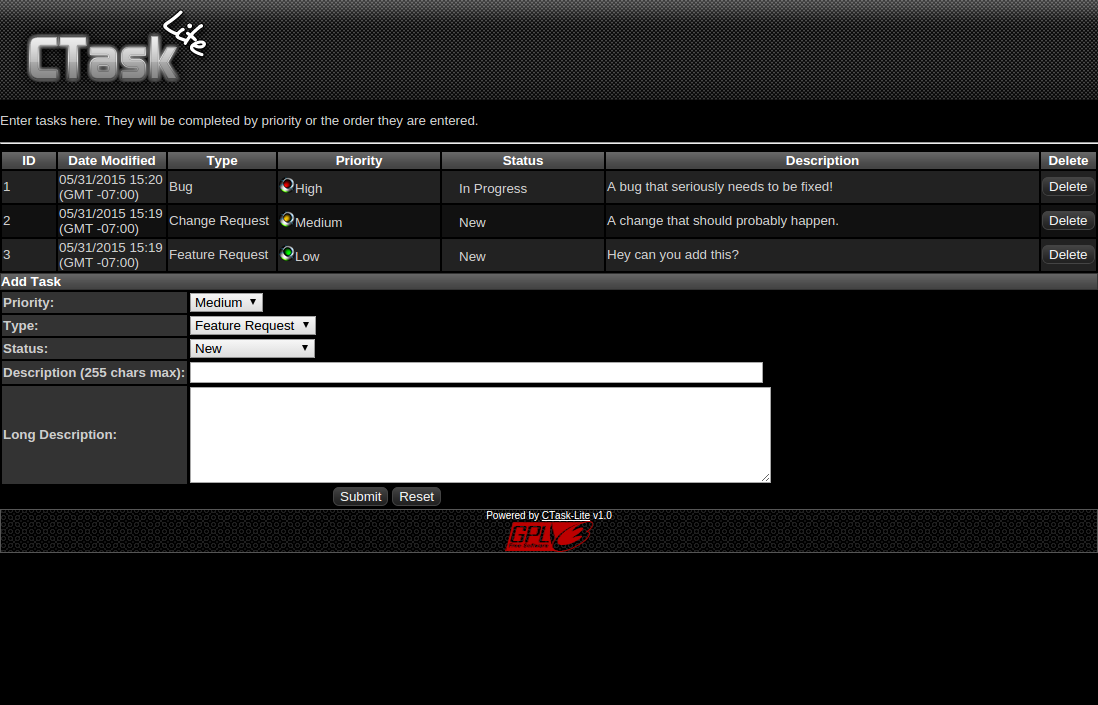 CTask Lite
Enter tasks here. They will be completed by priority or the order they are entered.
ID Date Modified Type Priority Status Description Delete
1 05/31/2015 15:20 (GMT -07:00) Bug High In Progress A bug that seriously needs to be fixed! Delete
2 05/31/2015 15:19 (GMT -07:00) Change Request Medium New A change that should probably happen. Delete
3 05/31/2015 15:19 (GMT -07:00) Feature Request Low New Hey can you add this? Delete
Add Task
Priority: Medium
Type: Feature Request
Status: New
Description (255 chars max):
Long Description:
Submit Reset
Powered by CTask-Lite v1.0
GPLv3